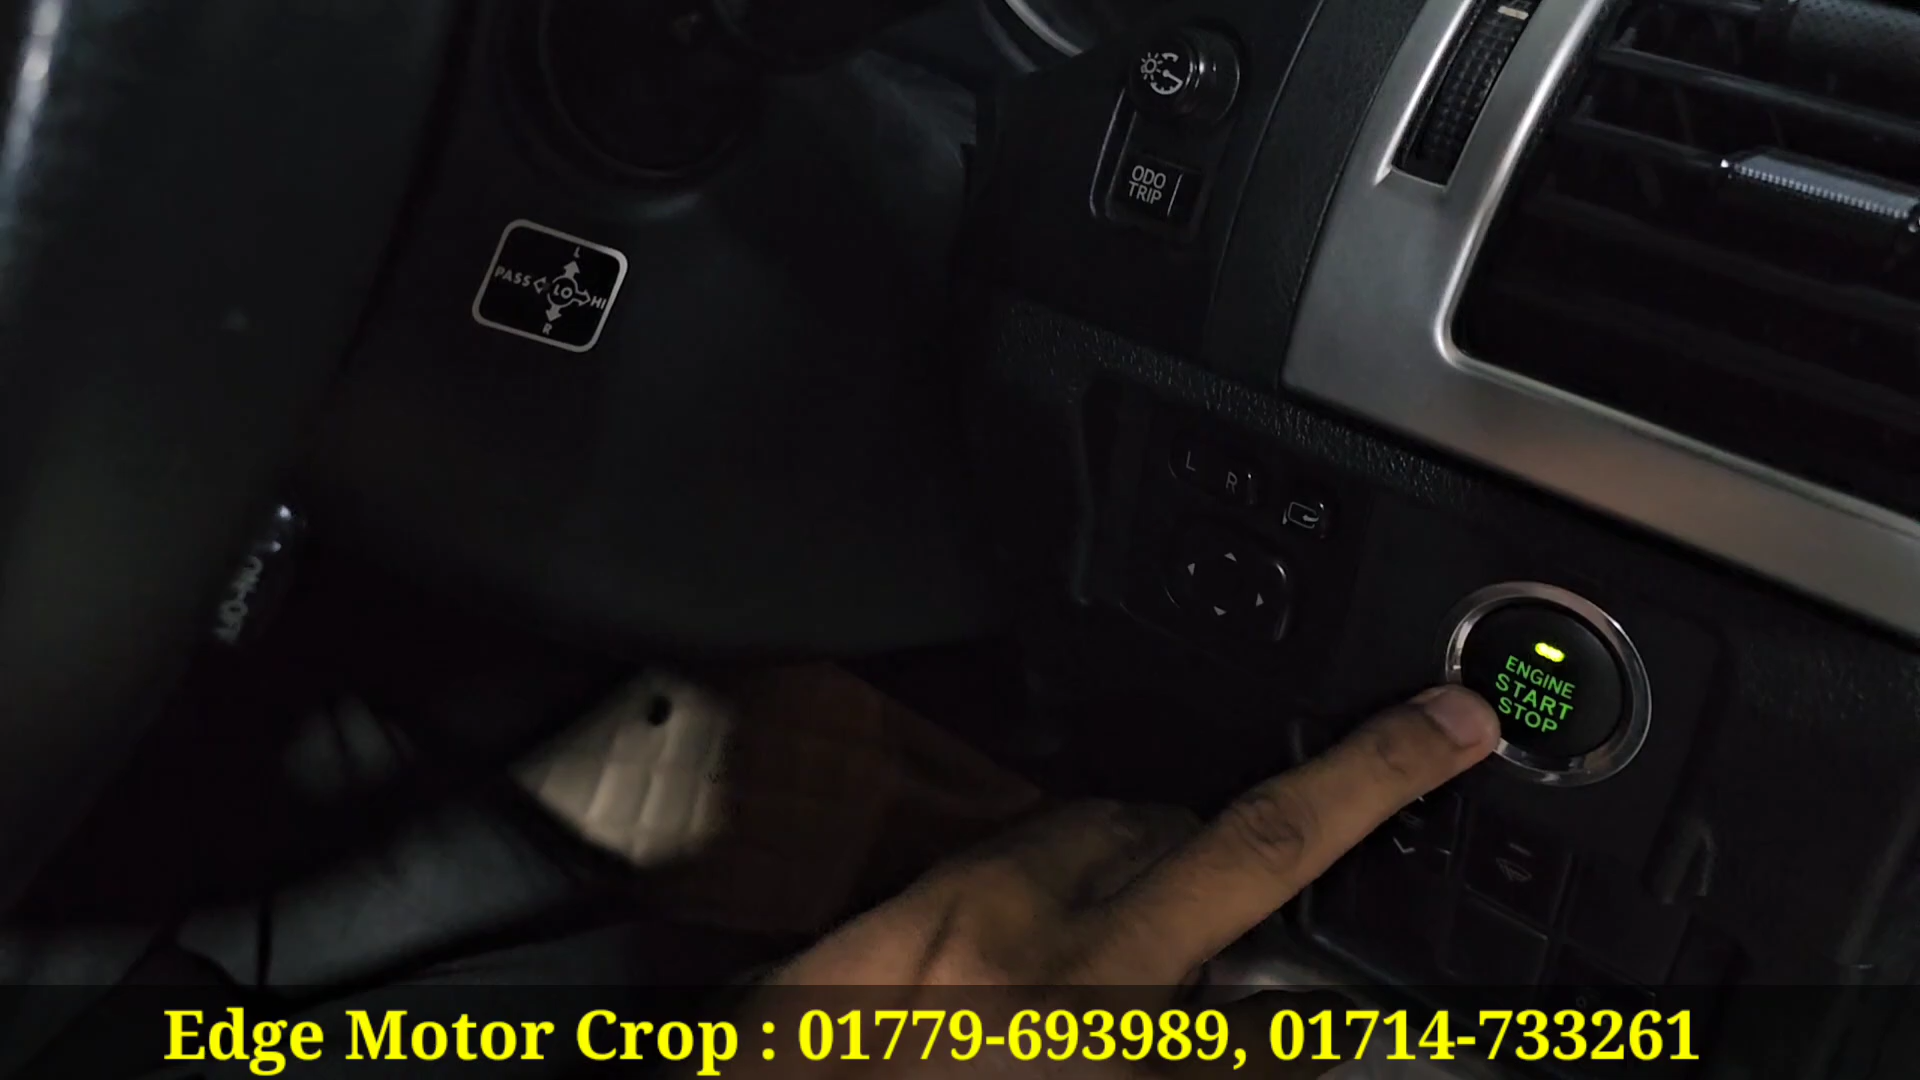 ODO
TRIP
L
PASS LO HI
R
L R
ENGINE
START
STOP
Edge Motor Crop : 01779-693989, 01714-733261